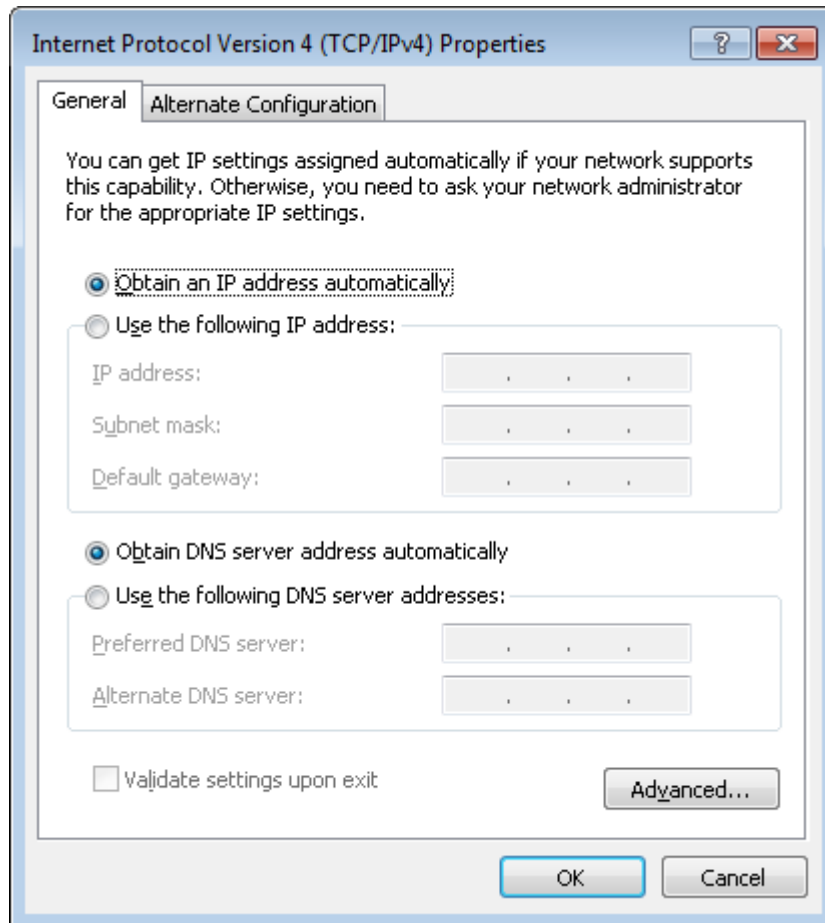 Internet Protocol Version 4 (TCP/IPv4) Properties
General
Alternate Configuration
You can get IP settings assigned automatically if your network supports
this capability. Otherwise, you need to ask your network administrator
for the appropriate IP settings.
Obtain an IP address automatically
Use the following IP address:
IP address:
Subnet mask:
Default gateway:
Obtain DNS server address automatically
Use the following DNS server addresses:
Preferred DNS server:
Alternate DNS server:
Validate settings upon exit
Advanced...
OK
Cancel